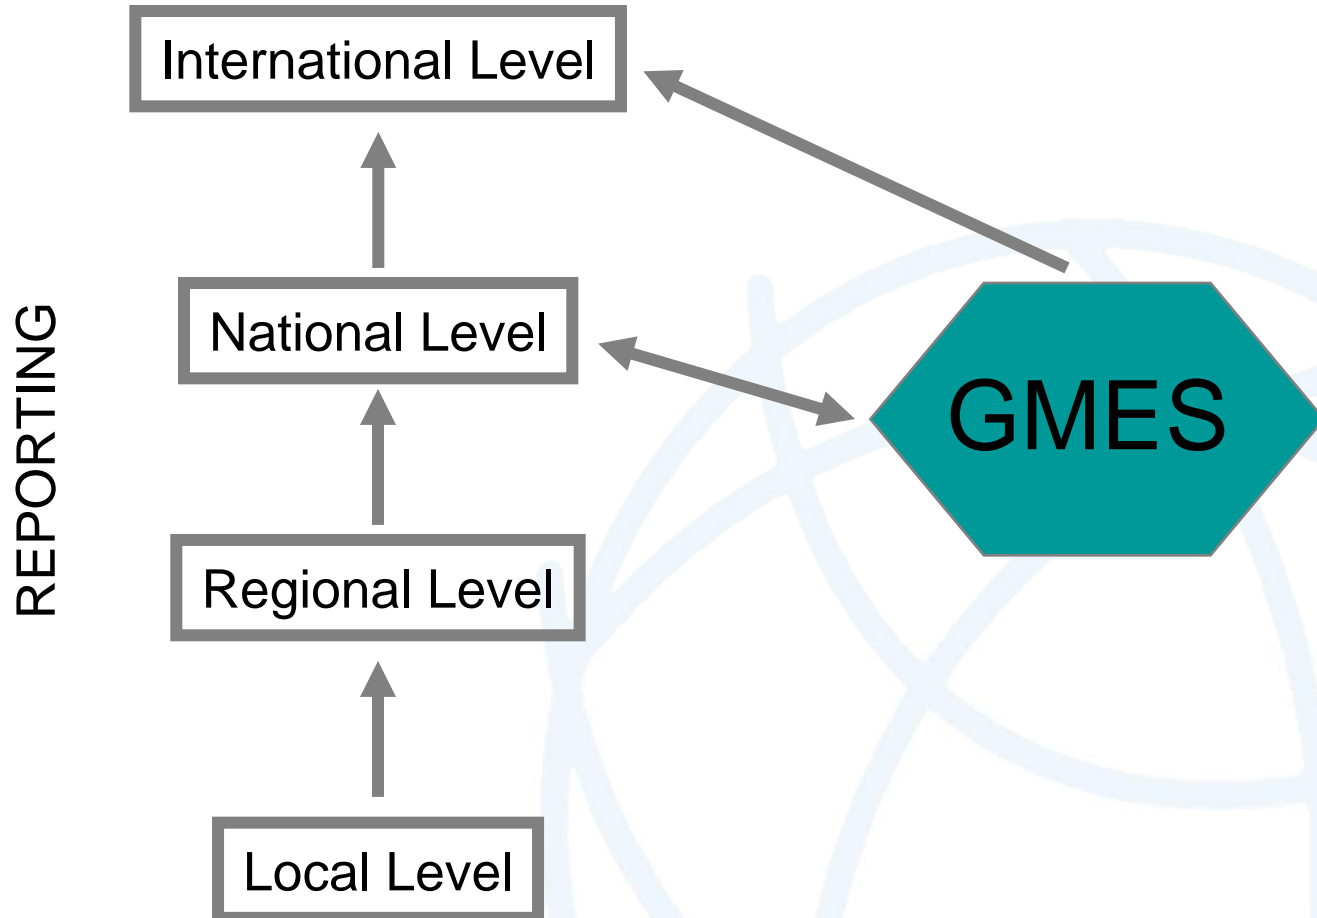 International Level
National Level
REPORTING
GMES
Regional Level
Local Level